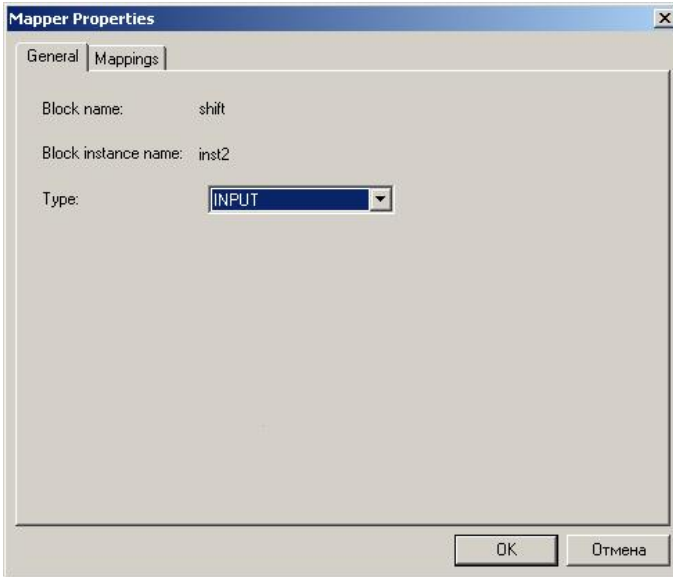 Mapper Properties
General Mappings
Block name: shift
Block instance name: inst2
Type: INPUT
OK Отмена